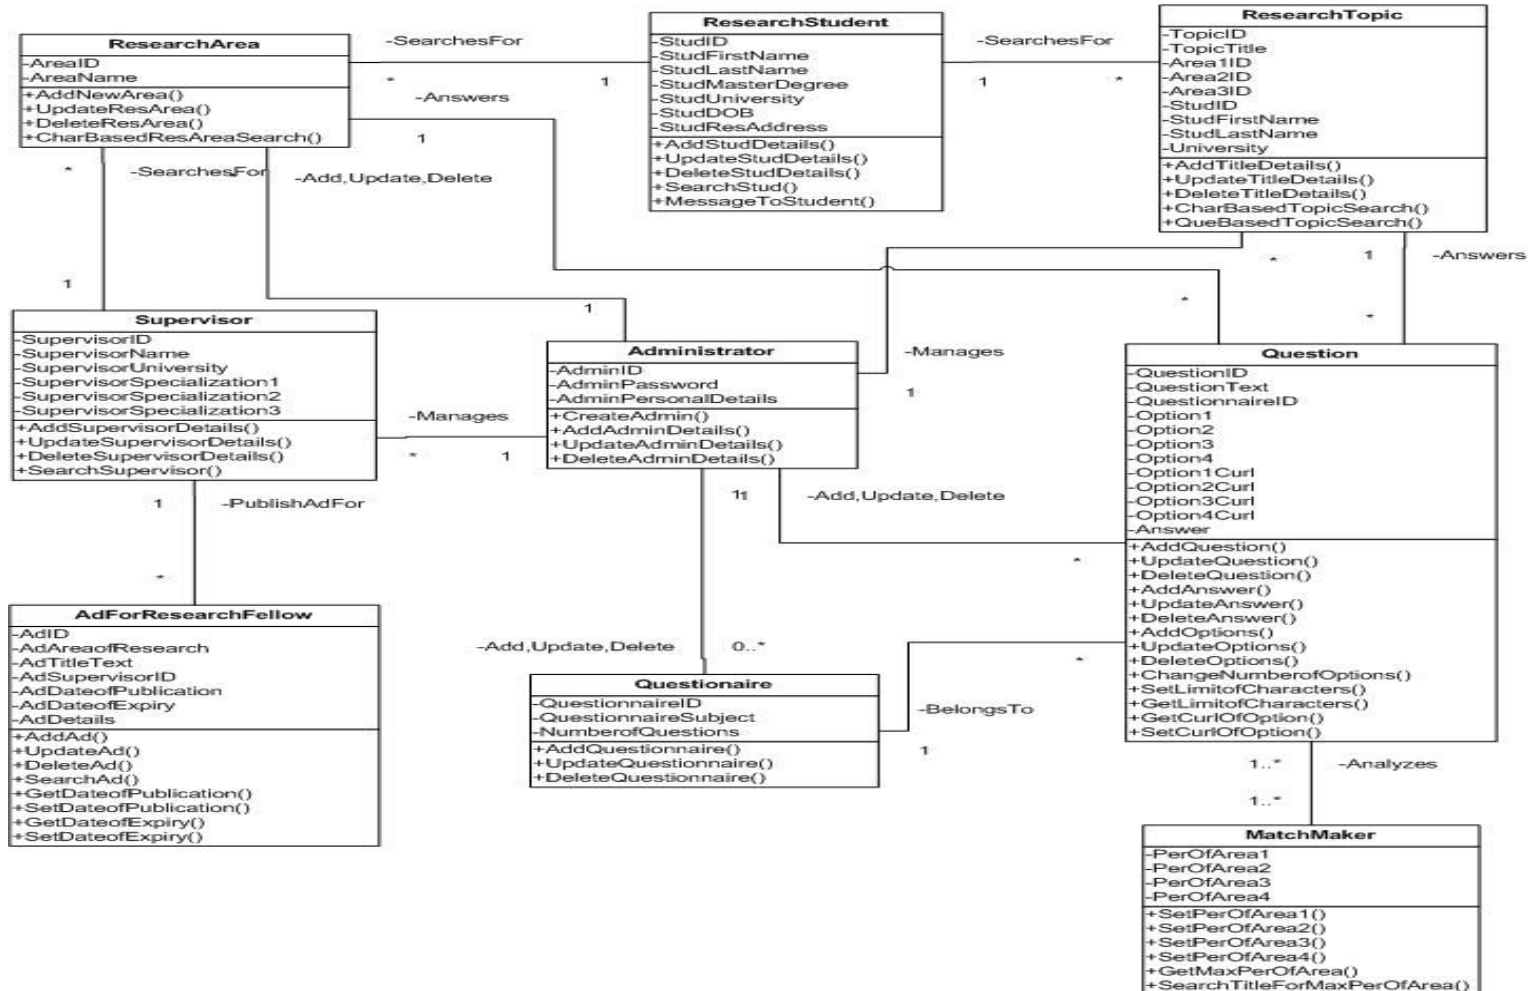 ResearchArea
-AreaID
-AreaName
+AddNewArea()
+UpdateResArea()
+DeleteResArea()
+CharBasedResAreaSearch()
-SearchesFor
*
1
-Answers
1
ResearchStudent
-StudID
-StudFirstName
-StudLastName
-StudMasterDegree
-StudUniversity
-StudDOB
-StudResAddress
+AddStudDetails()
+UpdateStudDetails()
+DeleteStudDetails()
+SearchStud()
+MessageToStudent()
-SearchesFor
1
*
ResearchTopic
-TopicID
-TopicTitle
-Area1ID
-Area2ID
-Area3ID
-StudID
-StudFirstName
-StudLastName
-University
+AddTitleDetails()
+UpdateTitleDetails()
+DeleteTitleDetails()
+CharBasedTopicSearch()
+QueBasedTopicSearch()
*
-SearchesFor
1
-Add,Update,Delete
1
*
1
-Answers
*
*
Supervisor
-SupervisorID
-SupervisorName
-SupervisorUniversity
-SupervisorSpecialization1
-SupervisorSpecialization2
-SupervisorSpecialization3
+AddSupervisorDetails()
+UpdateSupervisorDetails()
+DeleteSupervisorDetails()
+SearchSupervisor()
-Manages
*
1
Administrator
-AdminID
-AdminPassword
-AdminPersonalDetails
+CreateAdmin()
+AddAdminDetails()
+UpdateAdminDetails()
+DeleteAdminDetails()
-Manages
1
Question
-QuestionID
-QuestionText
-QuestionnaireID
-Option1
-Option2
-Option3
-Option4
-Option1Curl
-Option2Curl
-Option3Curl
-Option4Curl
-Answer
+AddQuestion()
+UpdateQuestion()
+DeleteQuestion()
+AddAnswer()
+UpdateAnswer()
+DeleteAnswer()
+AddOptions()
+UpdateOptions()
+DeleteOptions()
+ChangeNumberofOptions()
+SetLimitofCharacters()
+GetLimitofCharacters()
+GetCurlOfOption()
+SetCurlOfOption()
1
-PublishAdFor
*
1
1
-Add,Update,Delete
*
AdForResearchFellow
-AdID
-AdAreaofResearch
-AdTitleText
-AdSupervisorID
-AdDateofPublication
-AdDateofExpiry
-AdDetails
+AddAd()
+UpdateAd()
+DeleteAd()
+SearchAd()
+GetDateofPublication()
+SetDateofPublication()
+GetDateofExpiry()
+SetDateofExpiry()
-Add,Update,Delete
0..*
Questionaire
-QuestionnaireID
-QuestionnaireSubject
-NumberofQuestions
+AddQuestionnaire()
+UpdateQuestionnaire()
+DeleteQuestionnaire()
*
-BelongsTo
1
1..*
-Analyzes
1..*
MatchMaker
-PerOfArea1
-PerOfArea2
-PerOfArea3
-PerOfArea4
+SetPerOfArea1()
+SetPerOfArea2()
+SetPerOfArea3()
+SetPerOfArea4()
+GetMaxPerOfArea()
+SearchTitleForMaxPerOfArea()